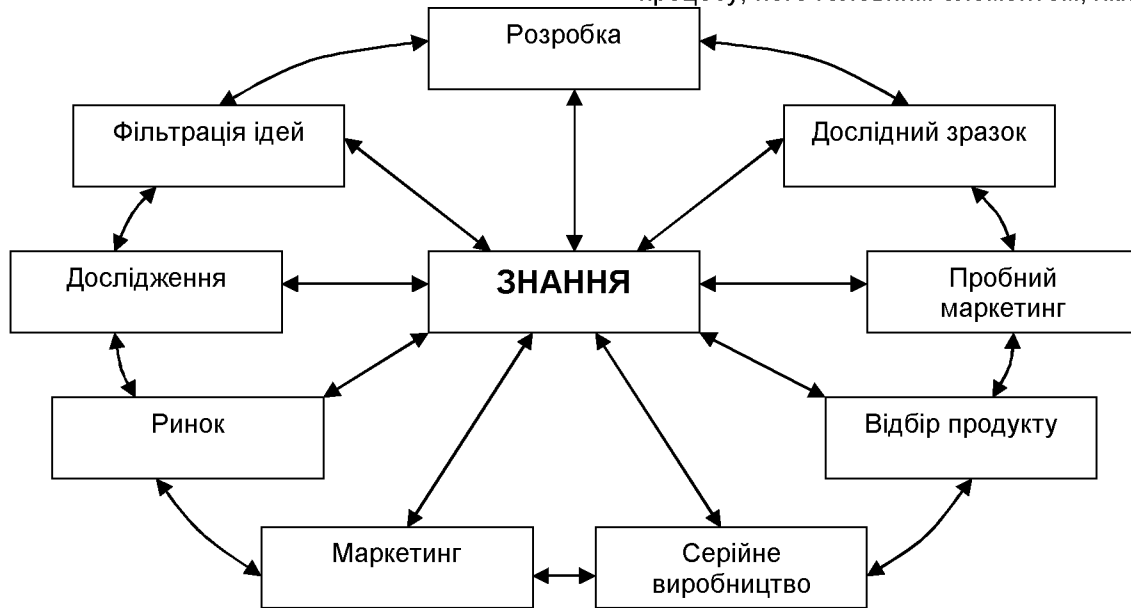 Розробка
Фільтрація ідей
Дослідний зразок
Дослідження
ЗНАННЯ
Пробний
маркетинг
Ринок
Відбір продукту
Маркетинг
Серійне
виробництво